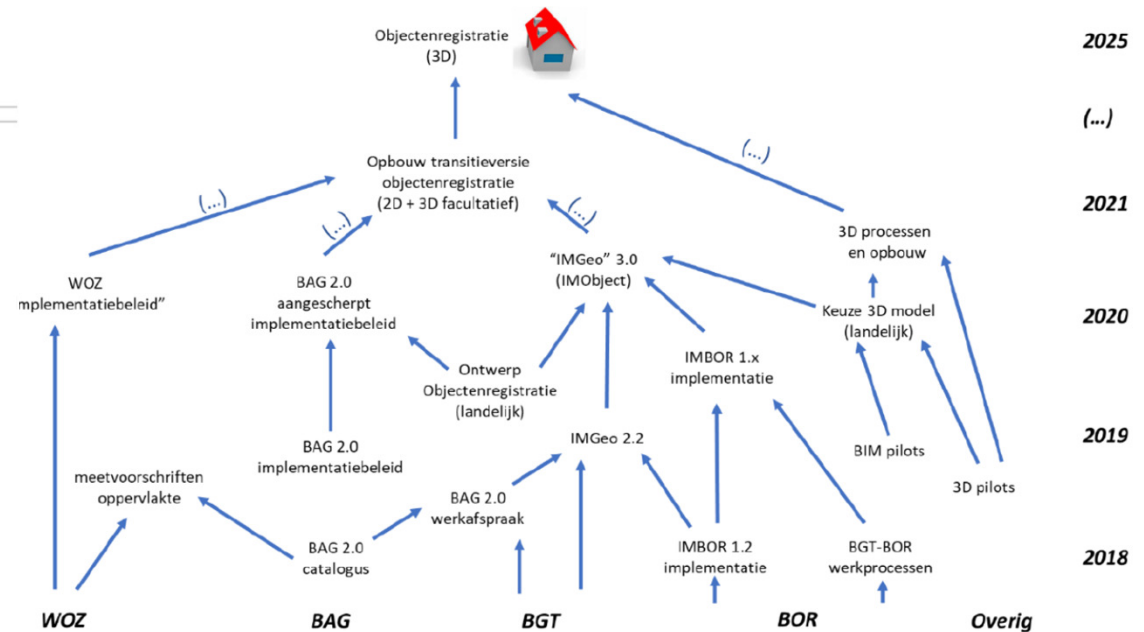 Objectenregistratie
(3D)
2025
(...)
(...)
Opbouw transitieversie
objectenregistratie
(2D + 3D facultatief)
2021
(...)
(...)
(...)
3D processen
en opbouw
"IMGeo" 3.0
(IMObject)
WOZ
mplementatiebeleid"
BAG 2.0
aangescherpt
implementatiebeleid
Keuze 3D model
(landelijk)
2020
IMBOR 1.x
implementatie
Ontwerp
Objectenregistratie
(landelijk)
2019
IMGeo 2.2
BAG 2.0
implementatiebeleid
BIM pilots
meetvoorschriften
oppervlakte
3D pilots
BAG 2.0
werkafspraak
BAG 2.0
catalogus
IMBOR 1.2
implementatie
BGT-BOR
werkprocessen
2018
WOZ
BAG
BGT
BOR
Overig